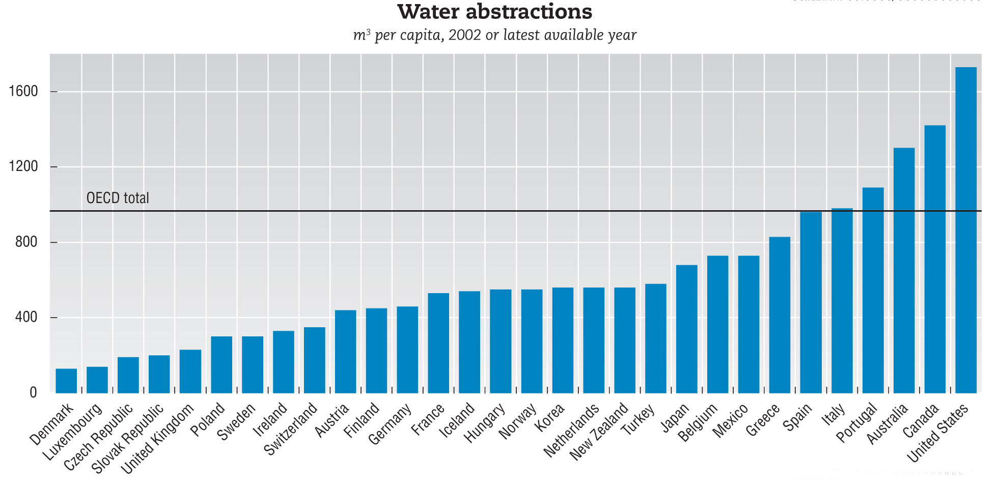 Water abstractions
m³ per capita, 2002 or latest available year
1600
1200
OECD total
800
400
0
Denmark
Luxembourg
Czech Republic
Slovak Republic
United Kingdom
Poland
Sweden
Ireland
Switzerland
Austria
Finland
Germany
France
Iceland
Hungary
Norway
Korea
Netherlands
New Zealand
Turkey
Japan
Belgium
Mexico
Greece
Spain
Italy
Portugal
Australia
Canada
United States